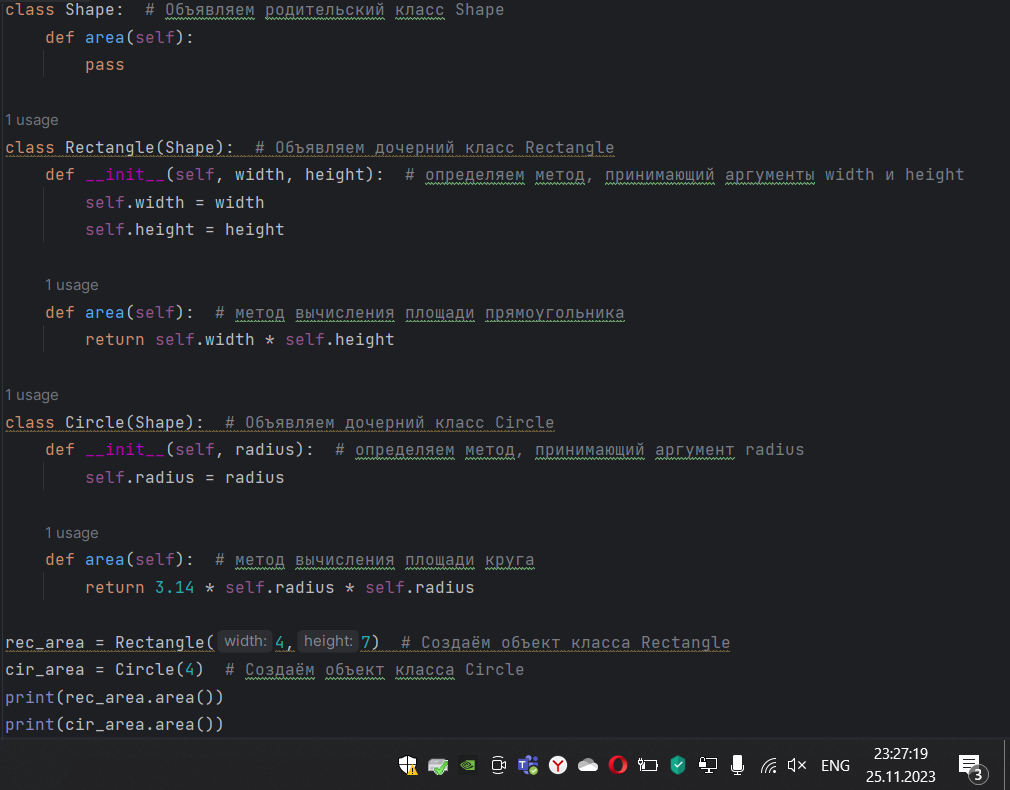 class Shape:  # Объявляем родительский класс Shape
    def area(self):
        pass
1 usage
class Rectangle(Shape):  # Объявляем дочерний класс Rectangle
    def __init__(self, width, height):  # определяем метод, принимающий аргументы width и height
        self.width = width
        self.height = height
    1 usage
    def area(self):  # метод вычисления площади прямоугольника
        return self.width * self.height
1 usage
class Circle(Shape):  # Объявляем дочерний класс Circle
    def __init__(self, radius):  # определяем метод, принимающий аргумент radius
        self.radius = radius
    1 usage
    def area(self):  # метод вычисления площади круга
        return 3.14 * self.radius * self.radius
rec_area = Rectangle( width: 4, height: 7)  # Создаём объект класса Rectangle
cir_area = Circle(4)  # Создаём объект класса Circle
print(rec_area.area())
print(cir_area.area())
ENG
23:27:19
25.11.2023
3